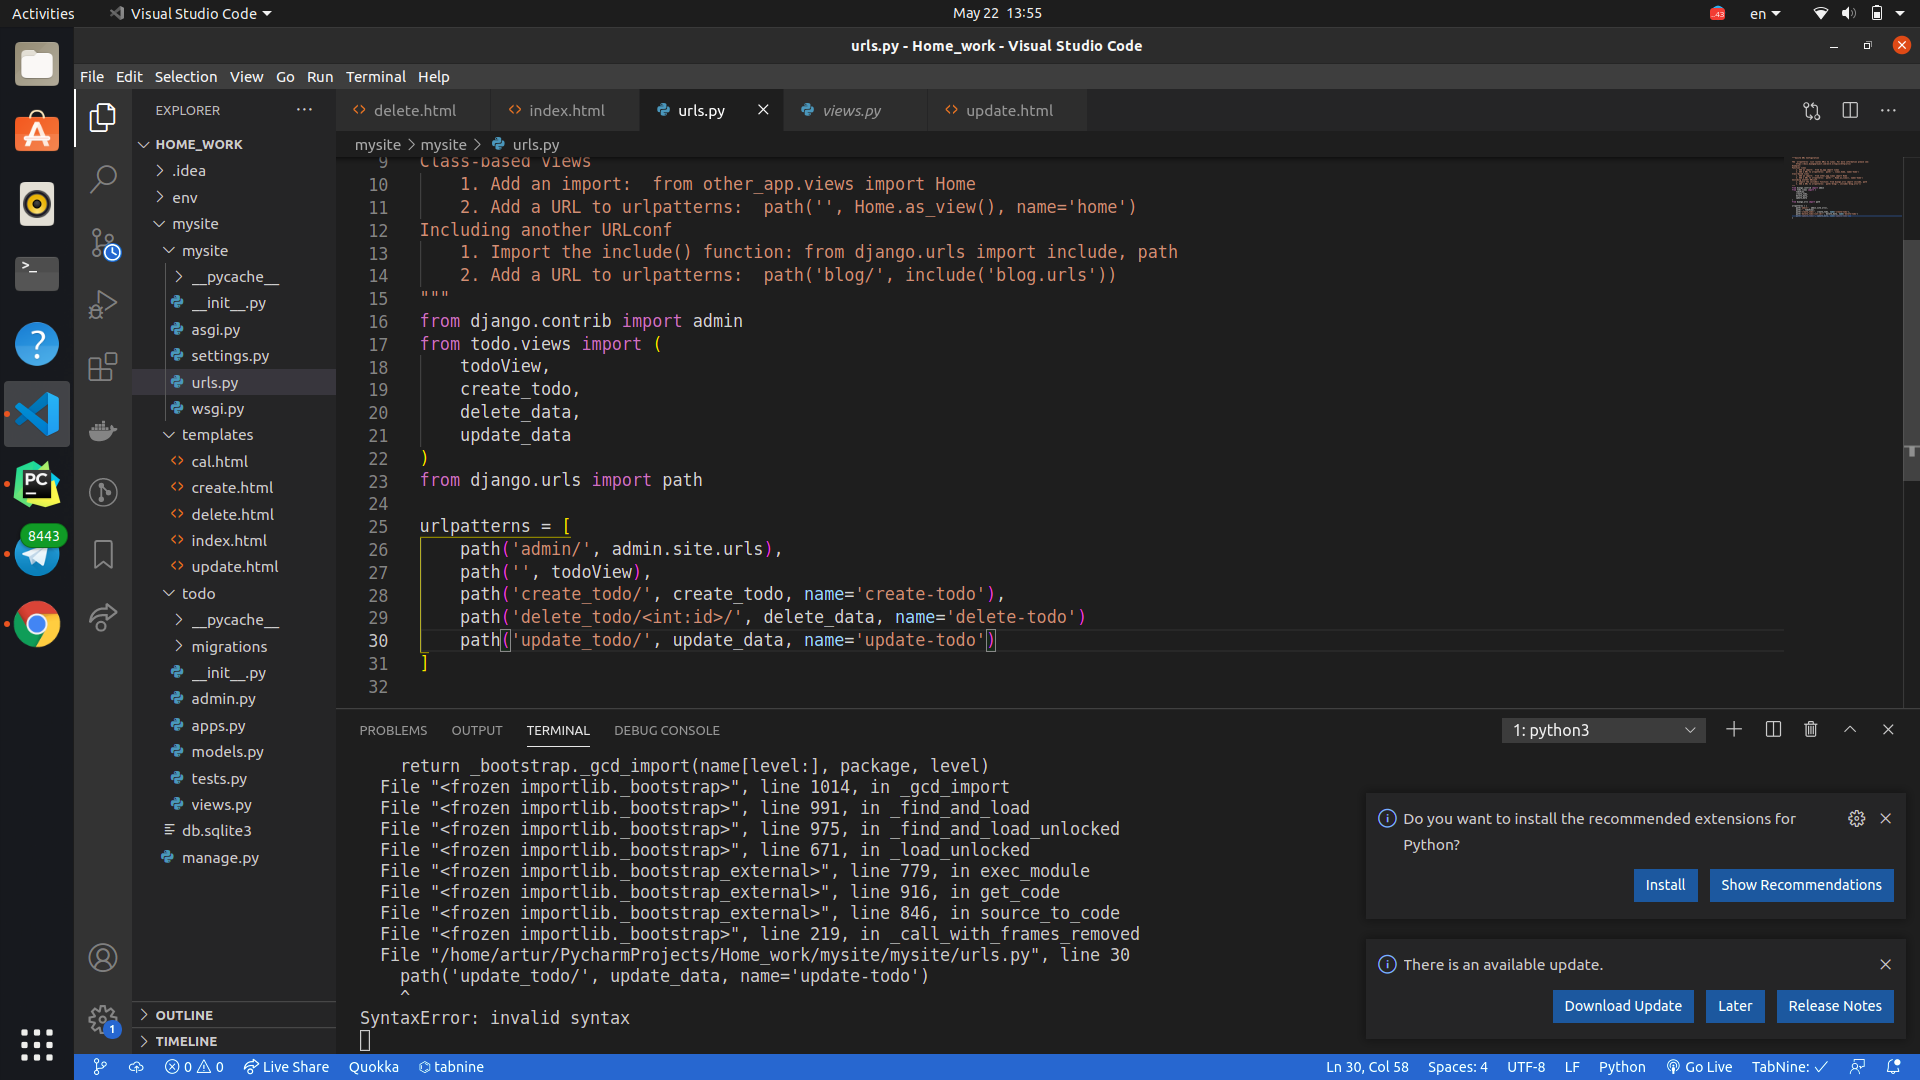 Activities
Visual Studio Code
May 22 13:55
en
urls.py - Home_work - Visual Studio Code
File Edit Selection View Go Run Terminal Help
EXPLORER
HOME_WORK
.idea
env
mysite
mysite
__pycache__
__init__.py
asgi.py
settings.py
urls.py
wsgi.py
templates
cal.html
create.html
delete.html
index.html
update.html
todo
__pycache__
migrations
__init__.py
admin.py
apps.py
models.py
tests.py
views.py
db.sqlite3
manage.py
OUTLINE
TIMELINE
PC
8443
1
delete.html index.html urls.py views.py update.html
mysite > mysite > urls.py
9 Class-based views
10 1. Add an import: from other_app.views import Home
11 2. Add a URL to urlpatterns: path('', Home.as_view(), name='home')
12 Including another URLconf
13 1. Import the include() function: from django.urls import include, path
14 2. Add a URL to urlpatterns: path('blog/', include('blog.urls'))
15 """
16 from django.contrib import admin
17 from todo.views import (
18 todoView,
19 create_todo,
20 delete_data,
21 update_data
22 )
23 from django.urls import path
24
25 urlpatterns = [
26 path('admin/', admin.site.urls),
27 path('', todoView),
28 path('create_todo/', create_todo, name='create-todo'),
29 path('delete_todo/<int:id>/', delete_data, name='delete-todo')
30 path('update_todo/', update_data, name='update-todo')
31 ]
32
PROBLEMS OUTPUT TERMINAL DEBUG CONSOLE
1: python3
return _bootstrap._gcd_import(name[level:], package, level)
File "<frozen importlib._bootstrap>", line 1014, in _gcd_import
File "<frozen importlib._bootstrap>", line 991, in _find_and_load
File "<frozen importlib._bootstrap>", line 975, in _find_and_load_unlocked
File "<frozen importlib._bootstrap>", line 671, in _load_unlocked
File "<frozen importlib._bootstrap_external>", line 779, in exec_module
File "<frozen importlib._bootstrap_external>", line 916, in get_code
File "<frozen importlib._bootstrap_external>", line 846, in source_to_code
File "<frozen importlib._bootstrap>", line 219, in _call_with_frames_removed
File "/home/artur/PycharmProjects/Home_work/mysite/mysite/urls.py", line 30
path('update_todo/', update_data, name='update-todo')
^
SyntaxError: invalid syntax
Do you want to install the recommended extensions for
Python?
Install Show Recommendations
There is an available update.
Download Update Later Release Notes
0 0 Live Share Quokka tabnine
Ln 30, Col 58 Spaces: 4 UTF-8 LF Python Go Live TabNine: ✓